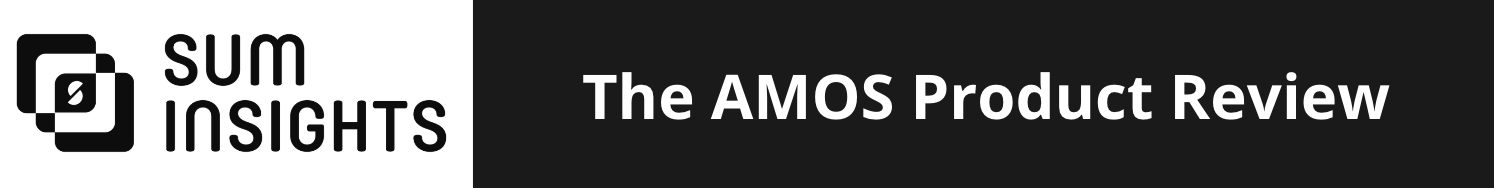 SUM
INSIGHTS
The AMOS Product Review